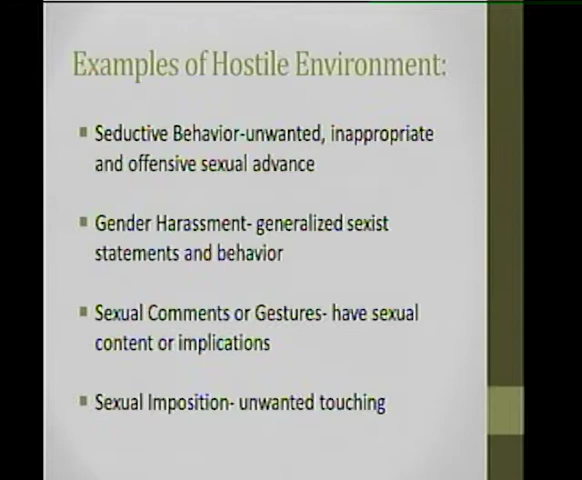 Examples of Hostile Environment:
Seductive Behavior-unwanted, inappropriate
and offensive sexual advance
Gender Harassment- generalized sexist
statements and behavior
Sexual Comments or Gestures- have sexual
content or implications
Sexual Imposition- unwanted touching